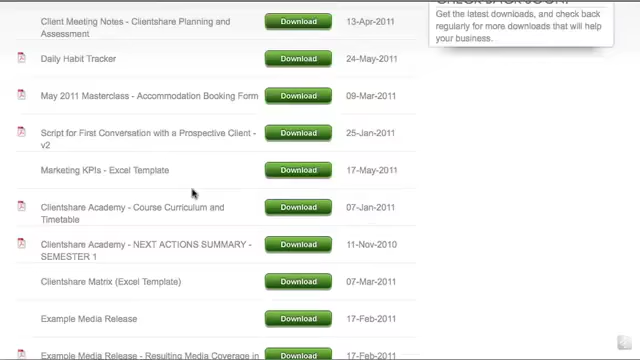 CHECK BACK SOON!
Get the latest downloads, and check back
regularly for more downloads that will help
your business.
Client Meeting Notes - Clientshare Planning and
Assessment
Download
13-Apr-2011
Daily Habit Tracker
Download
24-May-2011
May 2011 Masterclass - Accommodation Booking Form
Download
09-Mar-2011
Script for First Conversation with a Prospective Client -
v2
Download
25-Jan-2011
Marketing KPIs - Excel Template
Download
17-May-2011
Clientshare Academy - Course Curriculum and
Timetable
Download
07-Jan-2011
Clientshare Academy - NEXT ACTIONS SUMMARY -
SEMESTER 1
Download
11-Nov-2010
Clientshare Matrix (Excel Template)
Download
07-Mar-2011
Example Media Release
Download
17-Feb-2011
Example Media Release - Resulting Media Coverage in
Download
17-Feb-2011